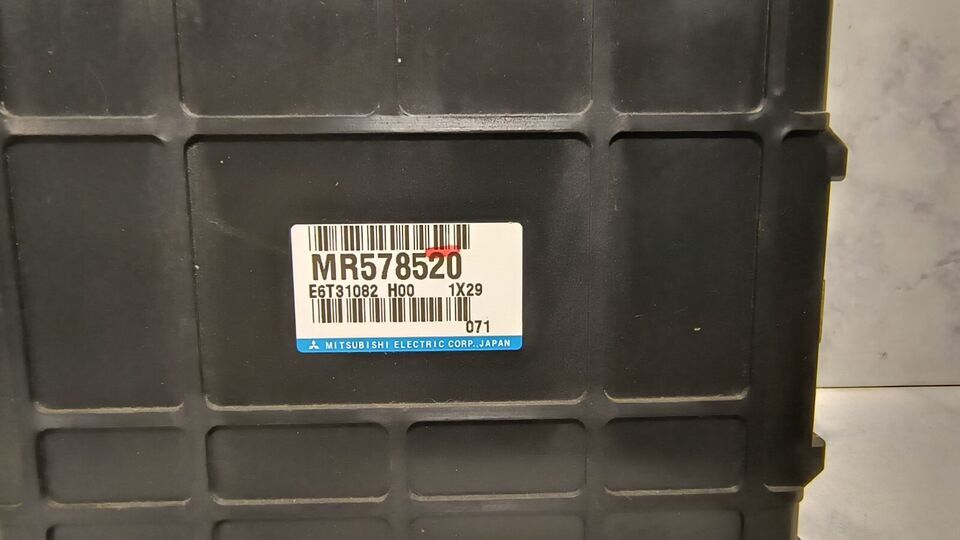 MR578520
E6T31082 H00 1X29
071
MITSUBISHI ELECTRIC CORP., JAPAN